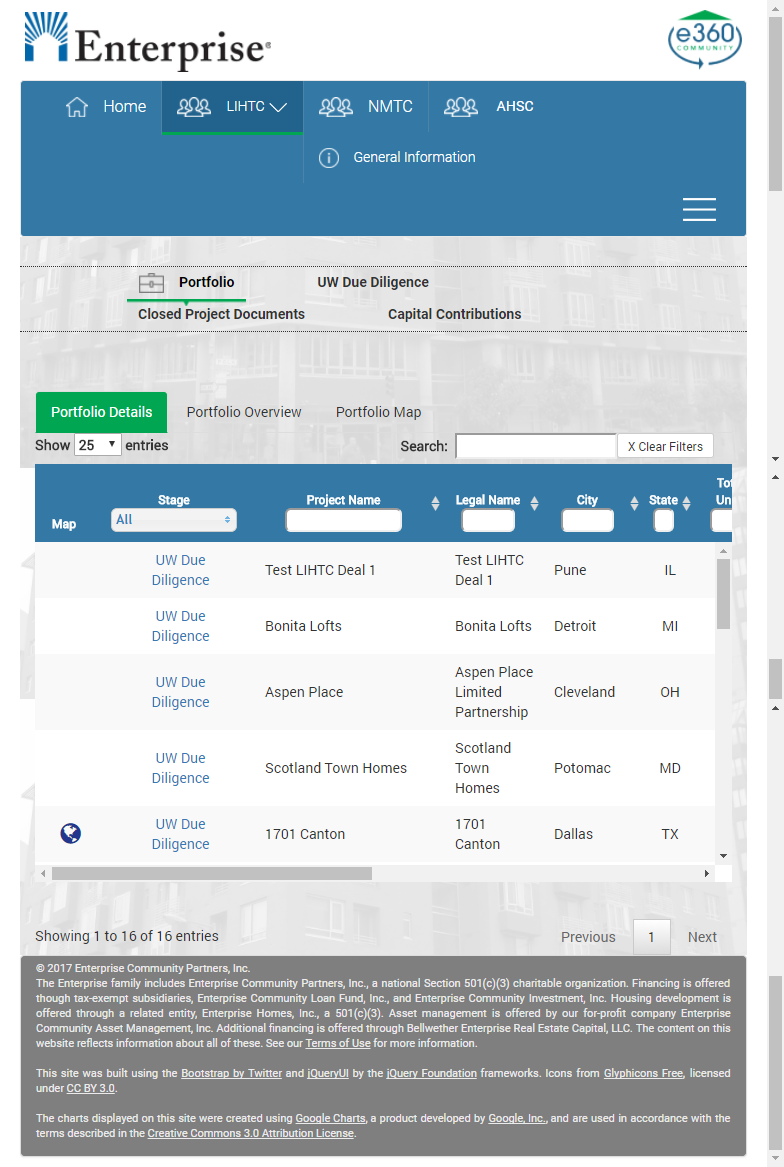 Enterprise®
e360
COMMUNITY
Home
LIHTC
NMTC
AHSC
General Information
Portfolio
UW Due Diligence
Closed Project Documents
Capital Contributions
Portfolio Details
Portfolio Overview
Portfolio Map
Show 25 entries
Search:
X Clear Filters
Map
Stage
All
Project Name
Legal Name
City
State
Tot
Un
UW Due
Diligence
Test LIHTC Deal 1
Test LIHTC
Deal 1
Pune
IL
UW Due
Diligence
Bonita Lofts
Bonita Lofts
Detroit
MI
UW Due
Diligence
Aspen Place
Aspen Place
Limited
Partnership
Cleveland
OH
UW Due
Diligence
Scotland Town Homes
Scotland
Town
Homes
Potomac
MD
UW Due
Diligence
1701 Canton
1701
Canton
Dallas
TX
Showing 1 to 16 of 16 entries
Previous
1
Next
© 2017 Enterprise Community Partners, Inc.
The Enterprise family includes Enterprise Community Partners, Inc., a national Section 501(c)(3) charitable organization. Financing is offered
though tax-exempt subsidiaries, Enterprise Community Loan Fund, Inc., and Enterprise Community Investment, Inc. Housing development is
offered through a related entity, Enterprise Homes, Inc., a 501(c)(3). Asset management is offered by our for-profit company Enterprise
Community Asset Management, Inc. Additional financing is offered through Bellwether Enterprise Real Estate Capital, LLC. The content on this
website reflects information about all of these. See our Terms of Use for more information.
This site was built using the Bootstrap by Twitter and jQueryUI by the jQuery Foundation frameworks. Icons from Glyphicons Free, licensed
under CC BY 3.0.
The charts displayed on this site were created using Google Charts, a product developed by Google, Inc., and are used in accordance with the
terms described in the Creative Commons 3.0 Attribution License.